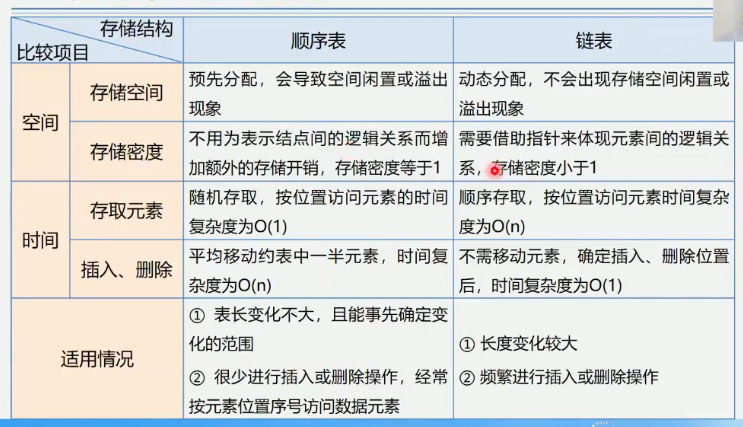 存储结构
比较项目
顺序表
链表
空间
存储空间
预先分配，会导致空间闲置或溢出
现象
动态分配，不会出现存储空间闲置或
溢出现象
存储密度
不用为表示结点间的逻辑关系而增
加额外的存储开销，存储密度等于1
需要借助指针来体现元素间的逻辑关
系，存储密度小于1
时间
存取元素
随机存取，按位置访问元素的时间
复杂度为O(1)
顺序存取，按位置访问元素时间复杂
度为O(n)
插入、删除
平均移动约表中一半元素，时间复
杂度为O(n)
不需移动元素，确定插入、删除位置
后，时间复杂度为O(1)
适用情况
① 表长变化不大，且能事先确定变
化的范围
② 很少进行插入或删除操作，经常
按元素位置序号访问数据元素
① 长度变化较大
② 频繁进行插入或删除操作